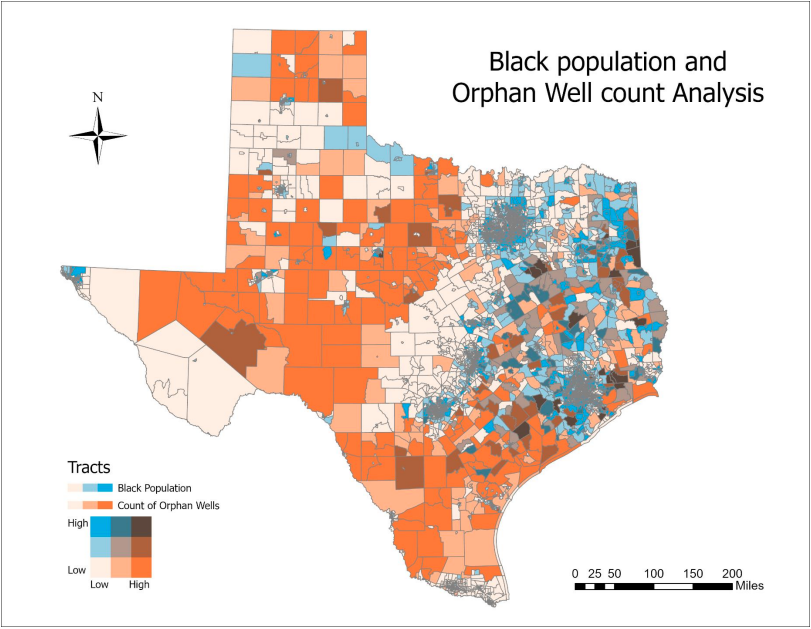 Black population and
Orphan Well count Analysis
N
Tracts
Black Population
Count of Orphan Wells
High
Low
Low High
0 25 50 100 150 200
Miles